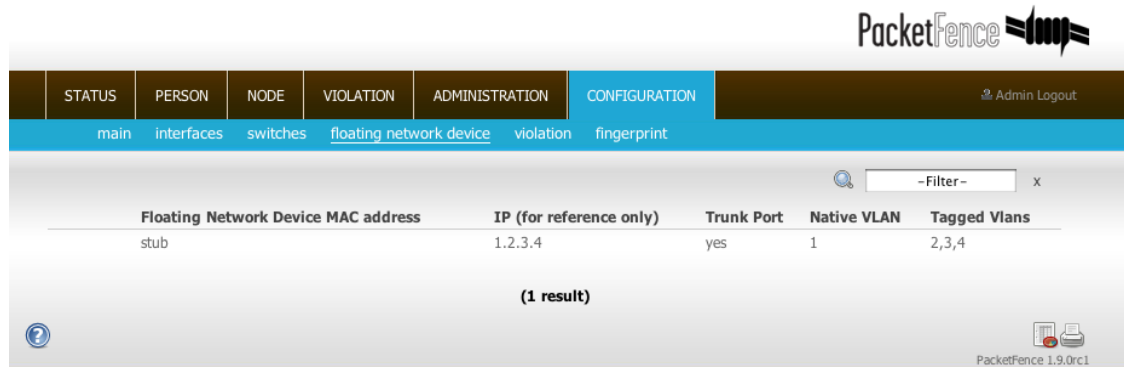 PacketFence
STATUS PERSON NODE VIOLATION ADMINISTRATION CONFIGURATION Admin Logout
main interfaces switches floating network device violation fingerprint
–Filter– x
Floating Network Device MAC address IP (for reference only) Trunk Port Native VLAN Tagged Vlans
stub 1.2.3.4 yes 1 2,3,4
(1 result)
?
PacketFence 1.9.0rc1